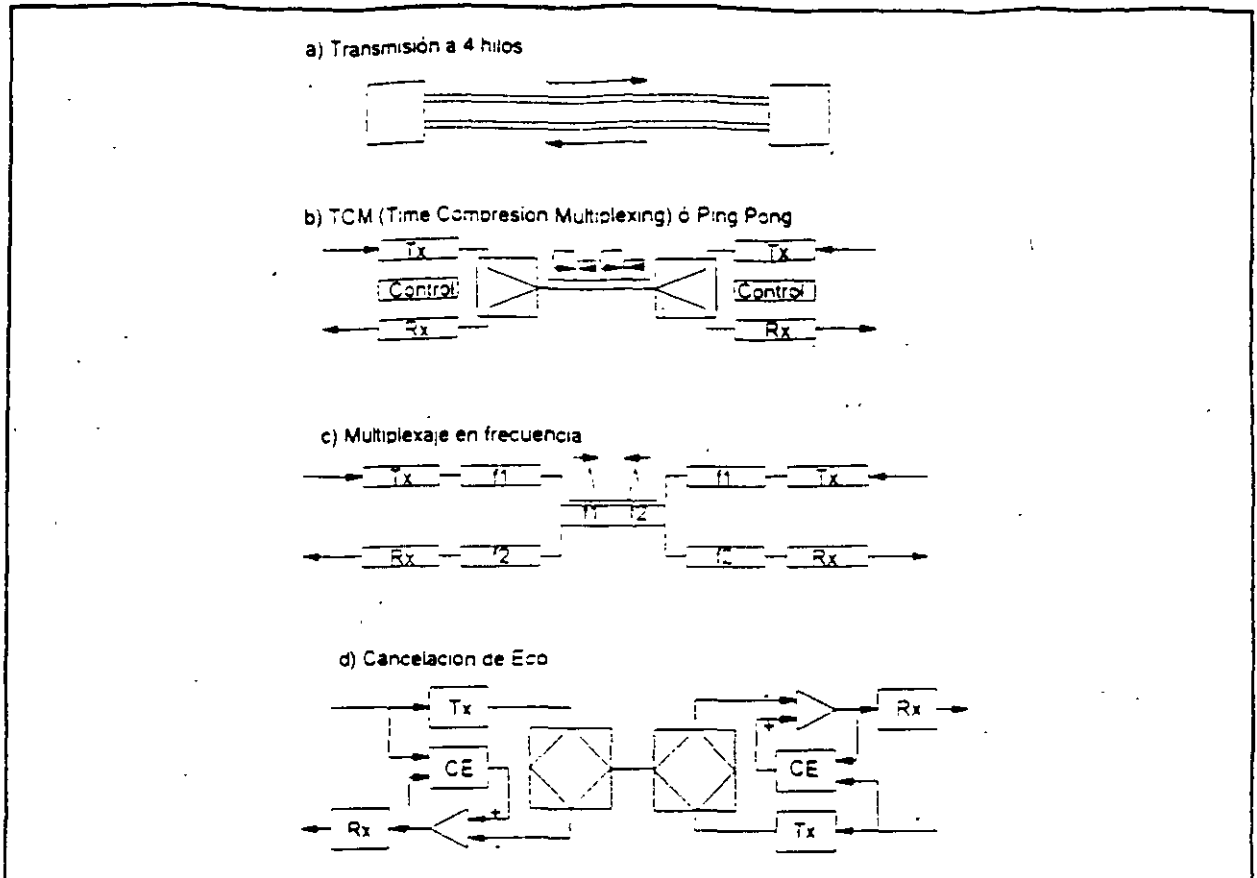 a) Transmisión a 4 hilos
b) TCM (Time Compresion Multiplexing) ó Ping Pong
Tx Tx
Control Control
Rx Rx
c) Multiplexaje en frecuencia
Tx f1 f1 Tx
f1 f2
Rx f2 f2 Rx
d) Cancelacion de Eco
Tx Rx
+
CE CE
+
Rx Tx